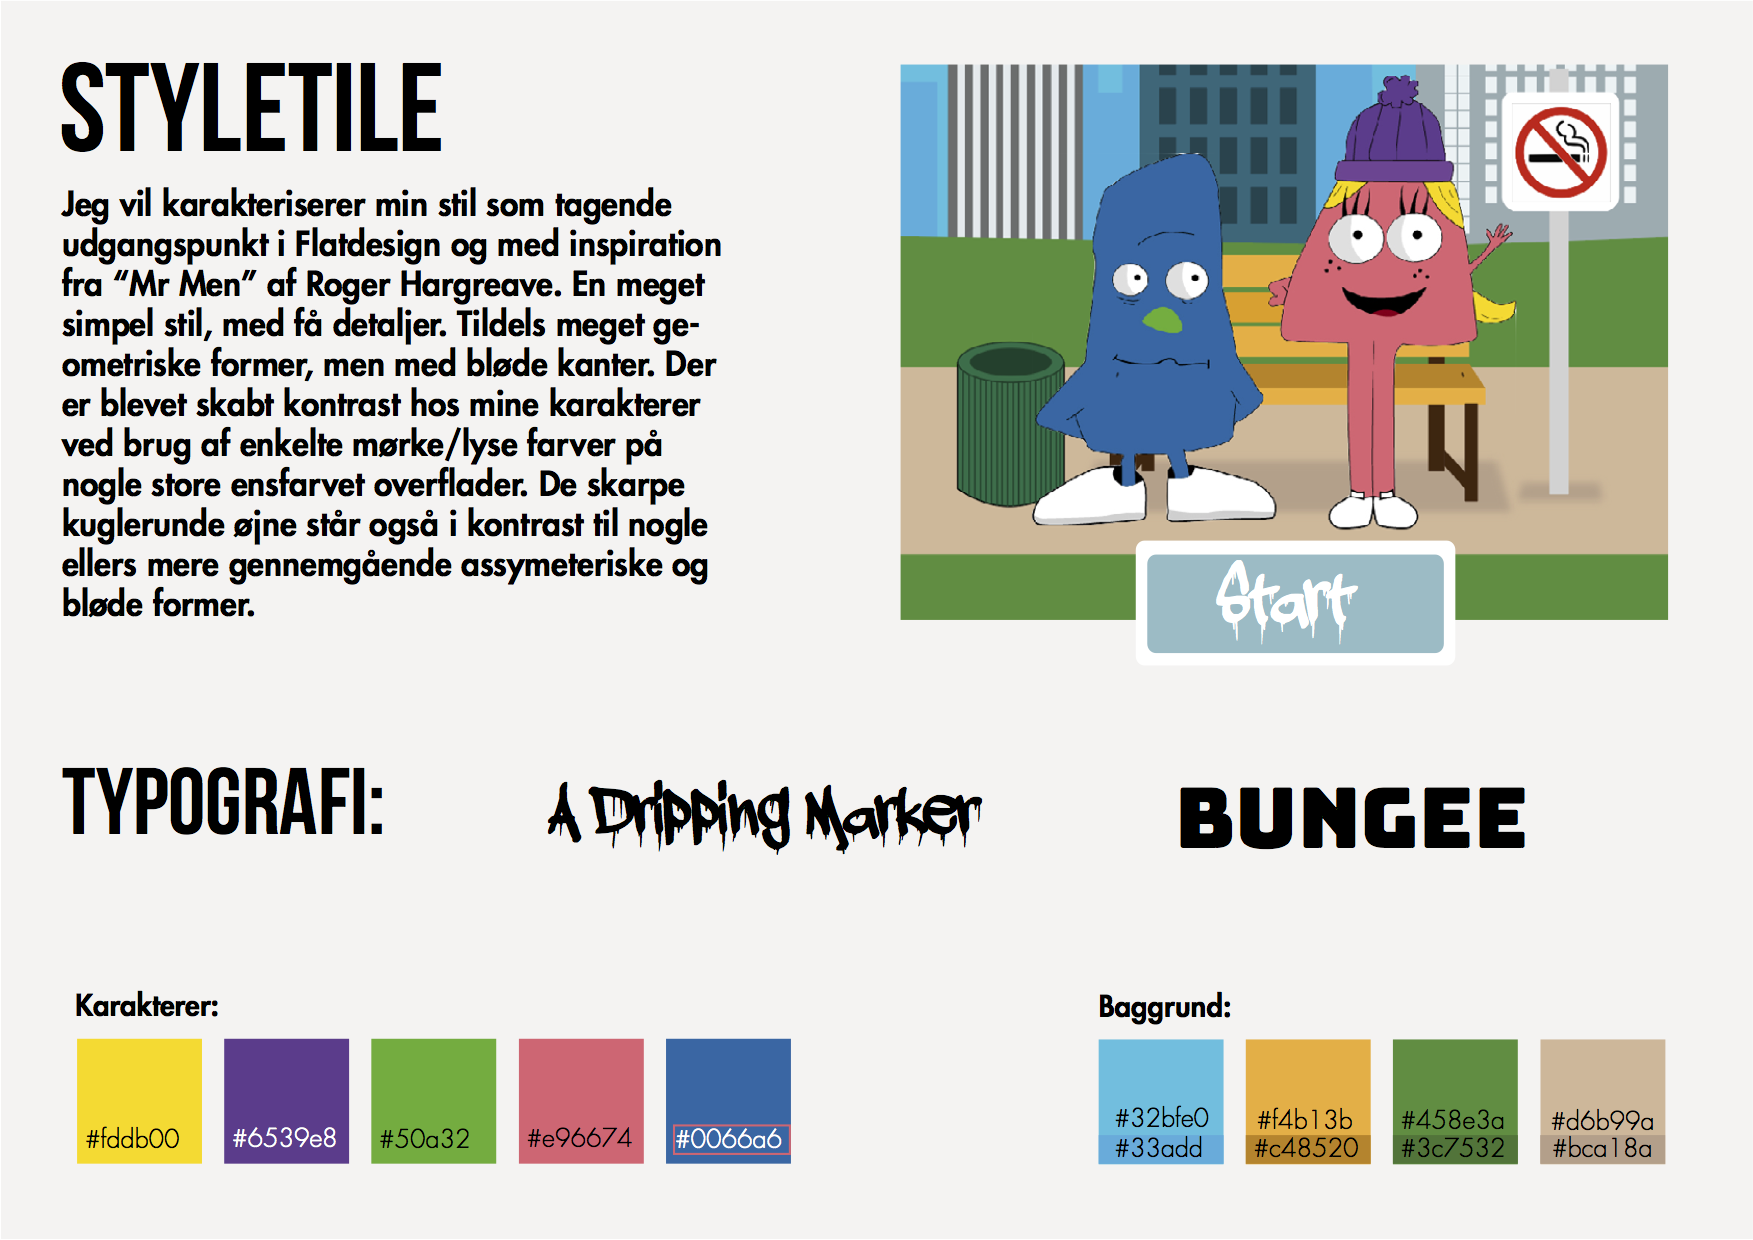 STYLETILE
Jeg vil karakteriserer min stil som tagende
udgangspunkt i Flatdesign og med inspiration
fra “Mr Men” af Roger Hargreave. En meget
simpel stil, med få detaljer. Tildels meget ge-
ometriske former, men med bløde kanter. Der
er blevet skabt kontrast hos mine karakterer
ved brug af enkelte mørke/lyse farver på
nogle store ensfarvet overflader. De skarpe
kuglerunde øjne står også i kontrast til nogle
ellers mere gennemgående assymeteriske og
bløde former.
Start
TYPOGRAFI:
A Dripping Marker
BUNGEE
Karakterer:
#fddb00
#6539e8
#50a32
#e96674
#0066a6
Baggrund:
#32bfe0
#33add
#f4b13b
#c48520
#458e3a
#3c7532
#d6b99a
#bca18a